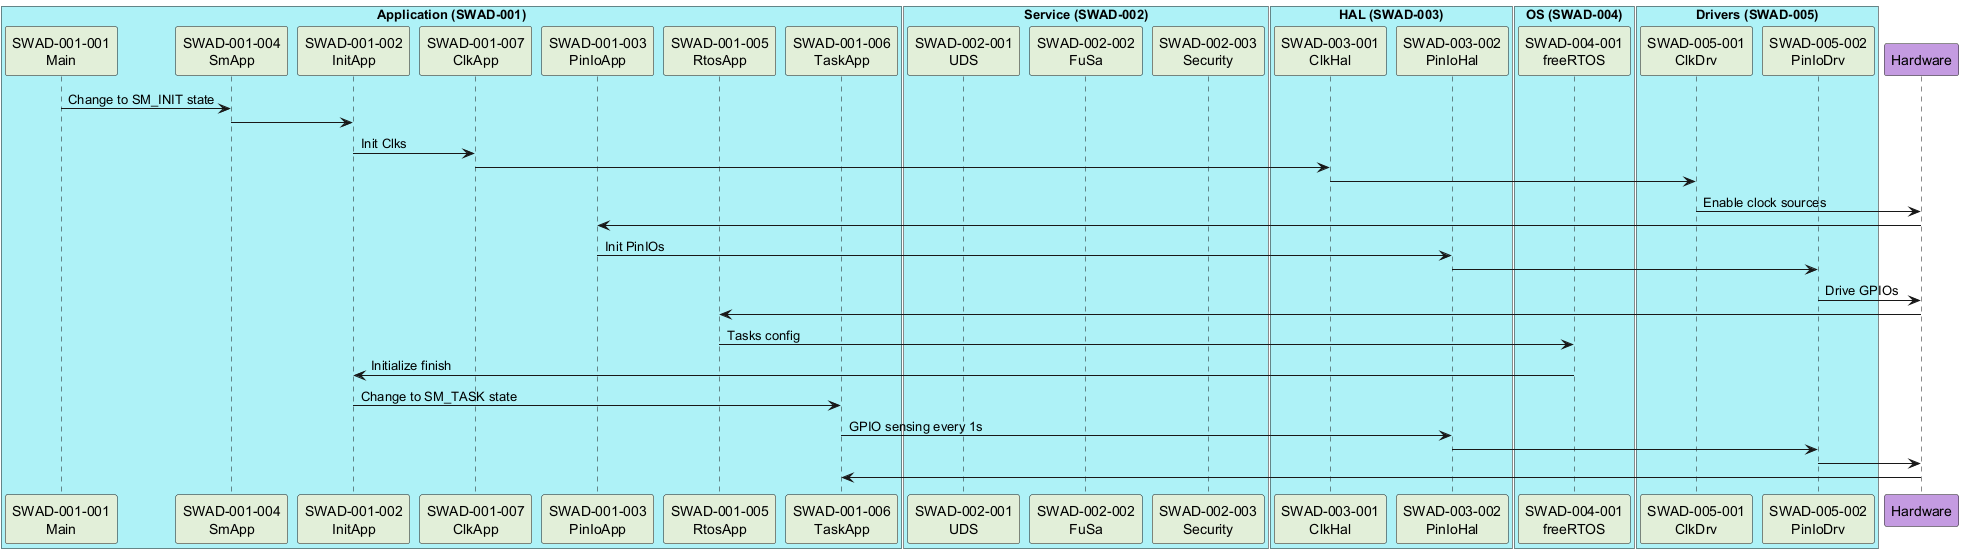 Application (SWAD-001)
Service (SWAD-002)
HAL (SWAD-003)
OS (SWAD-004)
Drivers (SWAD-005)
SWAD-001-001
Main
SWAD-001-004
SmApp
SWAD-001-002
InitApp
SWAD-001-007
ClkApp
SWAD-001-003
PinIoApp
SWAD-001-005
RtosApp
SWAD-001-006
TaskApp
SWAD-002-001
UDS
SWAD-002-002
FuSa
SWAD-002-003
Security
SWAD-003-001
ClkHal
SWAD-003-002
PinIoHal
SWAD-004-001
freeRTOS
SWAD-005-001
ClkDrv
SWAD-005-002
PinIoDrv
Hardware
Change to SM_INIT state
Init Clks
Enable clock sources
Init PinIOs
Drive GPIOs
Tasks config
Initialize finish
Change to SM_TASK state
GPIO sensing every 1s
SWAD-001-001
Main
SWAD-001-004
SmApp
SWAD-001-002
InitApp
SWAD-001-007
ClkApp
SWAD-001-003
PinIoApp
SWAD-001-005
RtosApp
SWAD-001-006
TaskApp
SWAD-002-001
UDS
SWAD-002-002
FuSa
SWAD-002-003
Security
SWAD-003-001
ClkHal
SWAD-003-002
PinIoHal
SWAD-004-001
freeRTOS
SWAD-005-001
ClkDrv
SWAD-005-002
PinIoDrv
Hardware